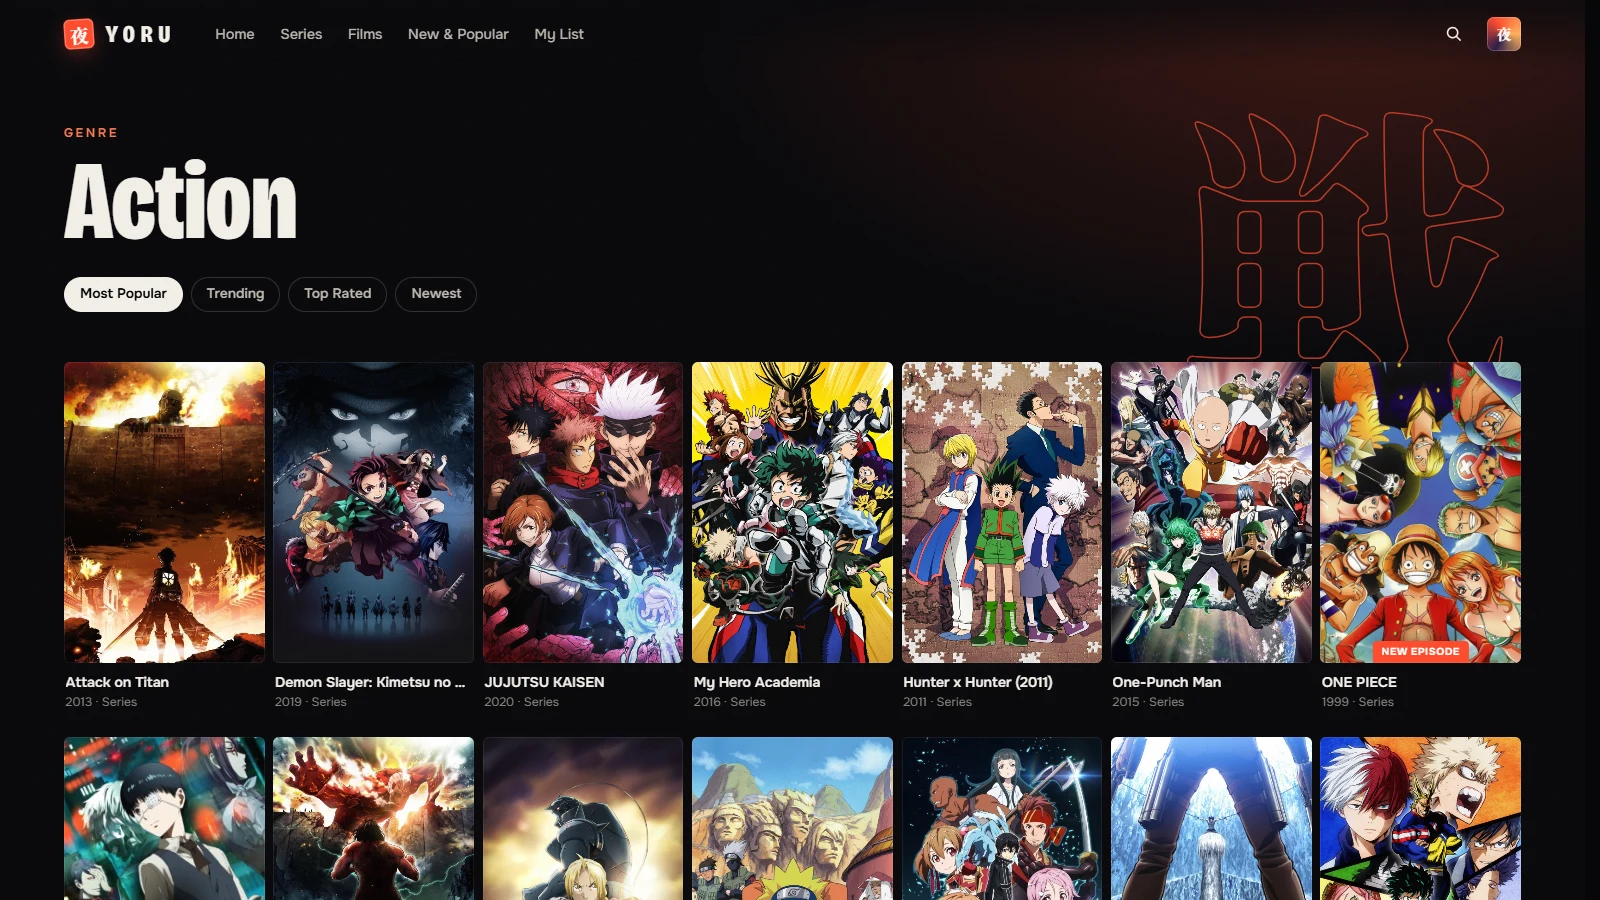 夜 YORU Home Series Films New & Popular My List 夜
GENRE
Action
戦
Most Popular Trending Top Rated Newest
NEW EPISODE
Attack on Titan Demon Slayer: Kimetsu no ... JUJUTSU KAISEN My Hero Academia Hunter x Hunter (2011) One-Punch Man ONE PIECE
2013 · Series 2019 · Series 2020 · Series 2016 · Series 2011 · Series 2015 · Series 1999 · Series